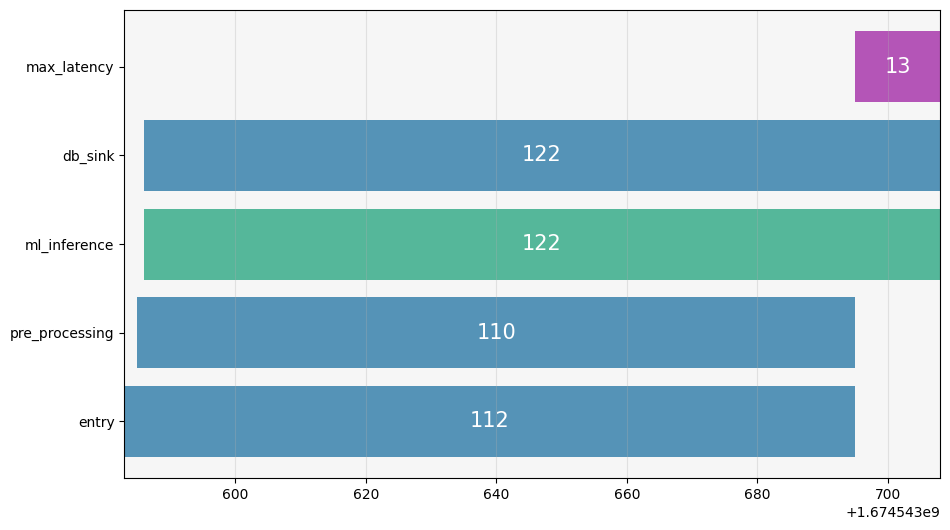 max_latency
13
db_sink
122
ml_inference
122
pre_processing
110
entry
112
600 620 640 660 680 700
+1.674543e9